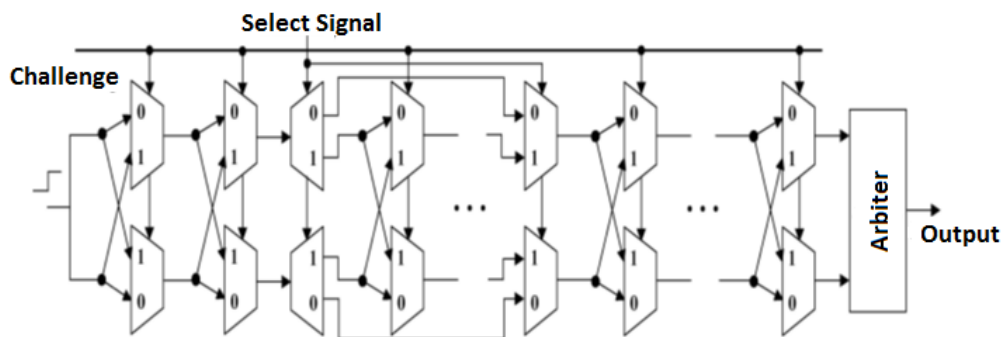 Select Signal
Challenge
0 0 0 0 0 0 0
1 1 1 1 1 1 1
... ...
1 1 1 1 1 1 1
0 0 0 0 0 0 0
Arbiter
Output